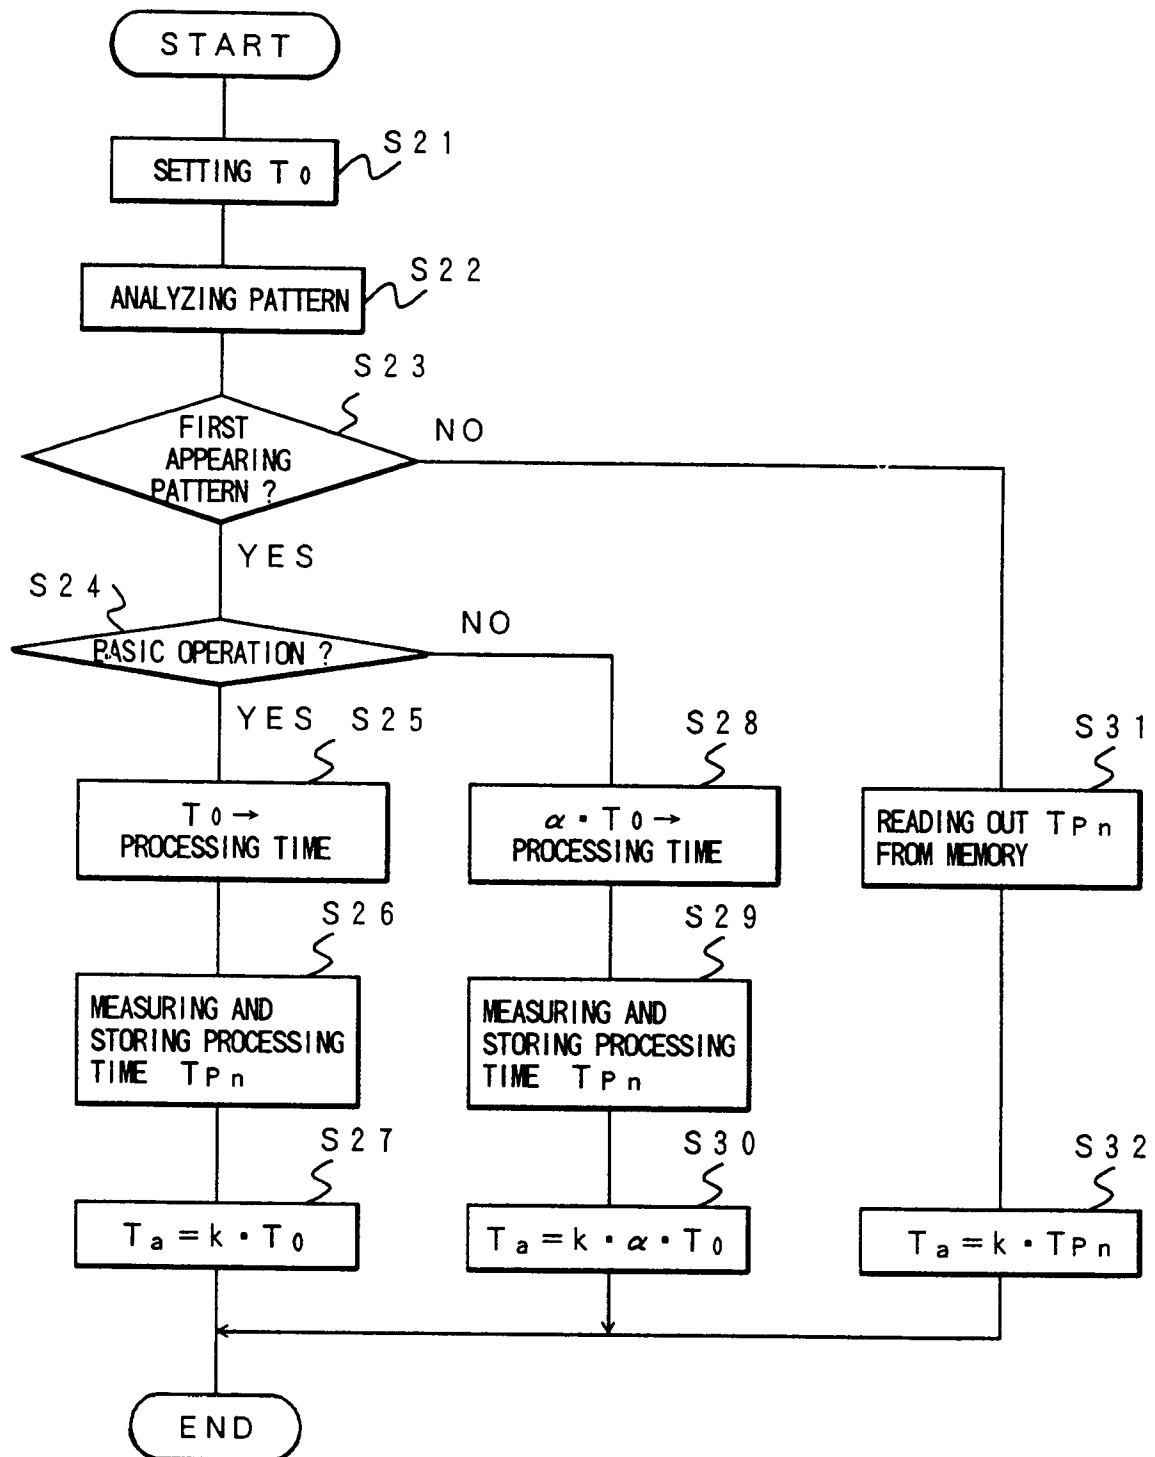 START
S21
SETTING T0
S22
ANALYZING PATTERN
S23
FIRST
APPEARING
PATTERN ?
NO
YES
S24
BASIC OPERATION ?
NO
YES
S25
T0 →
PROCESSING TIME
S28
α · T0 →
PROCESSING TIME
S31
READING OUT TPn
FROM MEMORY
S26
MEASURING AND
STORING PROCESSING
TIME TPn
S29
MEASURING AND
STORING PROCESSING
TIME TPn
S27
Ta = k · T0
S30
Ta = k · α · T0
S32
Ta = k · TPn
END